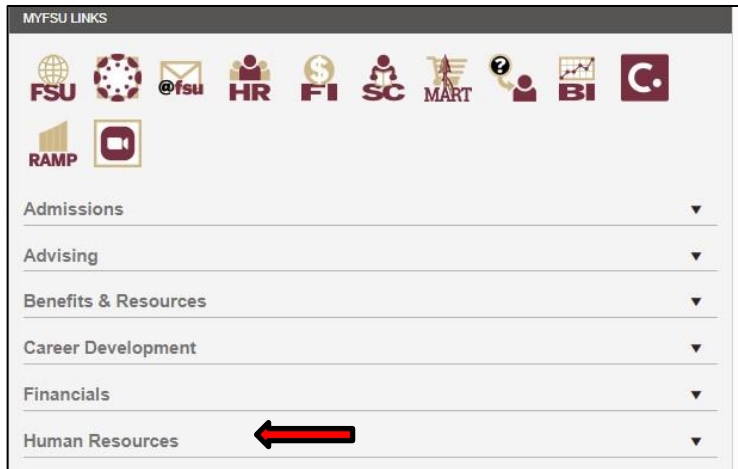 MYFSU LINKS
FSU @fsu HR $ FI SC MART ? BI C.
RAMP
Admissions
Advising
Benefits & Resources
Career Development
Financials
Human Resources